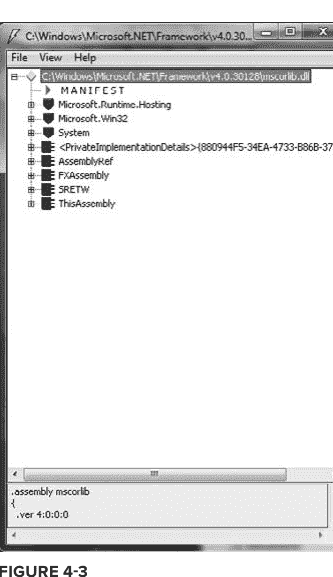 C:\Windows\Microsoft.NET\Framework\v4.0.30...
File View Help
C:\Windows\Microsoft.NET\Framework\v4.0.30128\mscorlib.dll
MANIFEST
Microsoft.Runtime.Hosting
Microsoft.Win32
System
<PrivateImplementationDetails>{880944F5-34EA-4733-B86B-37
AssemblyRef
FXAssembly
SRETW
ThisAssembly
.assembly mscorlib
{
.ver 4:0:0:0
FIGURE 4-3